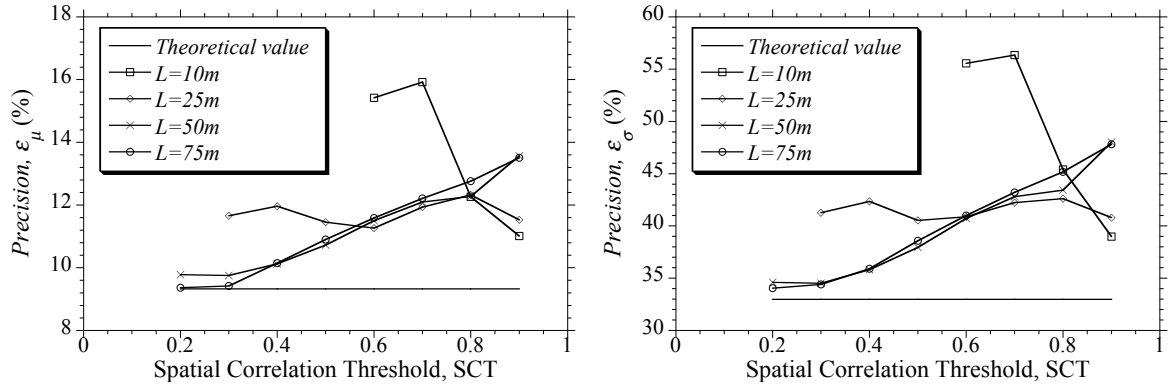 Precision, ε_μ (%)
18
16
14
12
10
8
Theoretical value
L=10m
L=25m
L=50m
L=75m
0
0.2
0.4
0.6
0.8
1
Spatial Correlation Threshold, SCT
Precision, ε_σ (%)
60
55
50
45
40
35
30
Theoretical value
L=10m
L=25m
L=50m
L=75m
0
0.2
0.4
0.6
0.8
1
Spatial Correlation Threshold, SCT